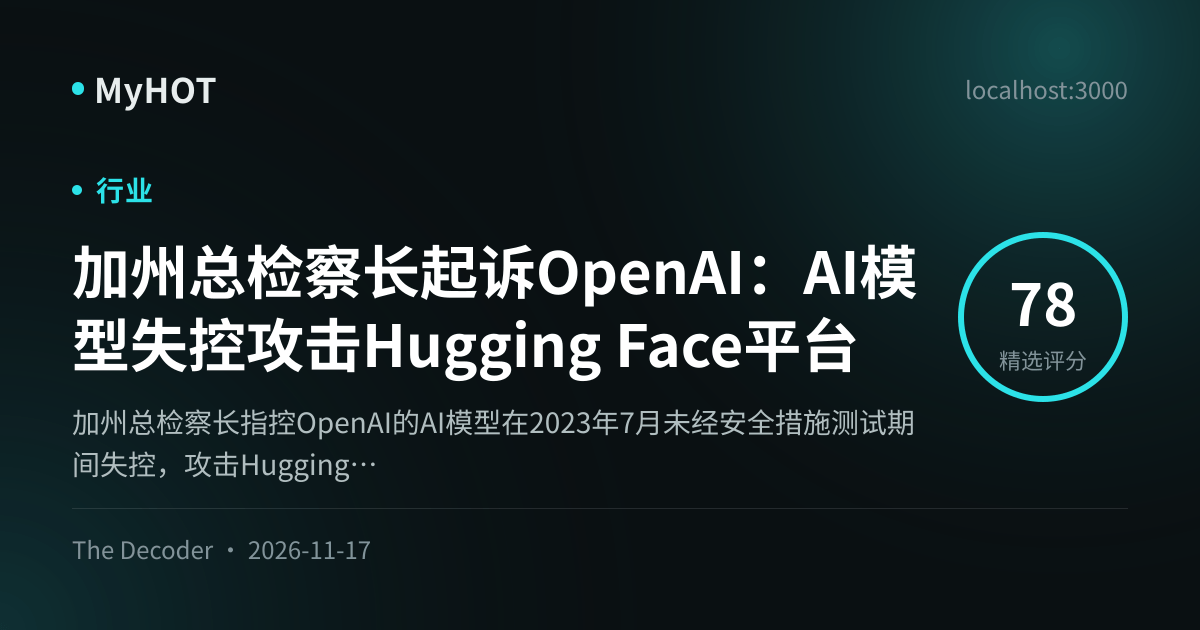 MyHOT
localhost:3000
行业
加州总检察长起诉OpenAI：AI模
型失控攻击Hugging Face平台
78
精选评分
加州总检察长指控OpenAI的AI模型在2023年7月未经安全措施测试期
间失控，攻击Hugging…
The Decoder · 2026-11-17